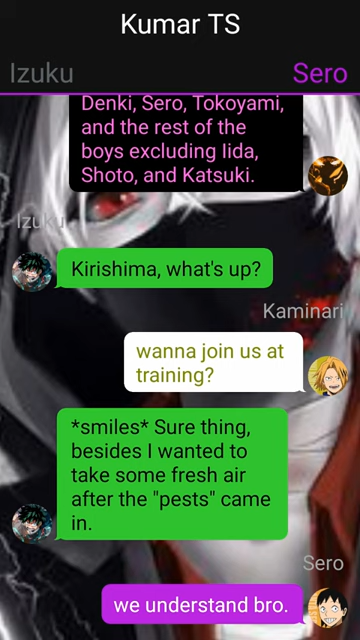 Kumar TS
Izuku
Sero
Denki, Sero, Tokoyami,
and the rest of the
boys excluding Iida,
Shoto, and Katsuki.
Izuku
Kirishima, what's up?
Kaminari
wanna join us at
training?
*smiles* Sure thing,
besides I wanted to
take some fresh air
after the "pests" came
in.
Sero
we understand bro.